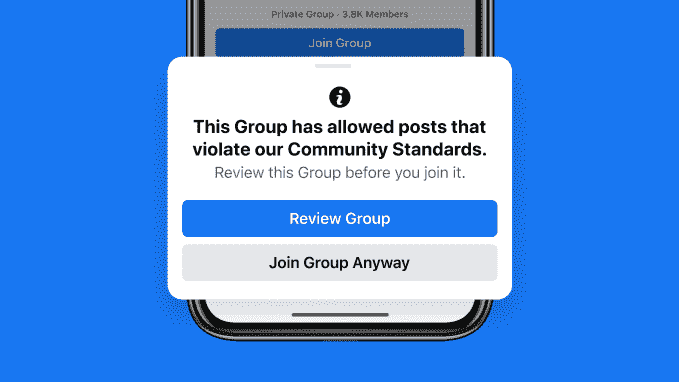 Private Group · 3.8K Members
Join Group
This Group has allowed posts that
violate our Community Standards.
Review this Group before you join it.
Review Group
Join Group Anyway